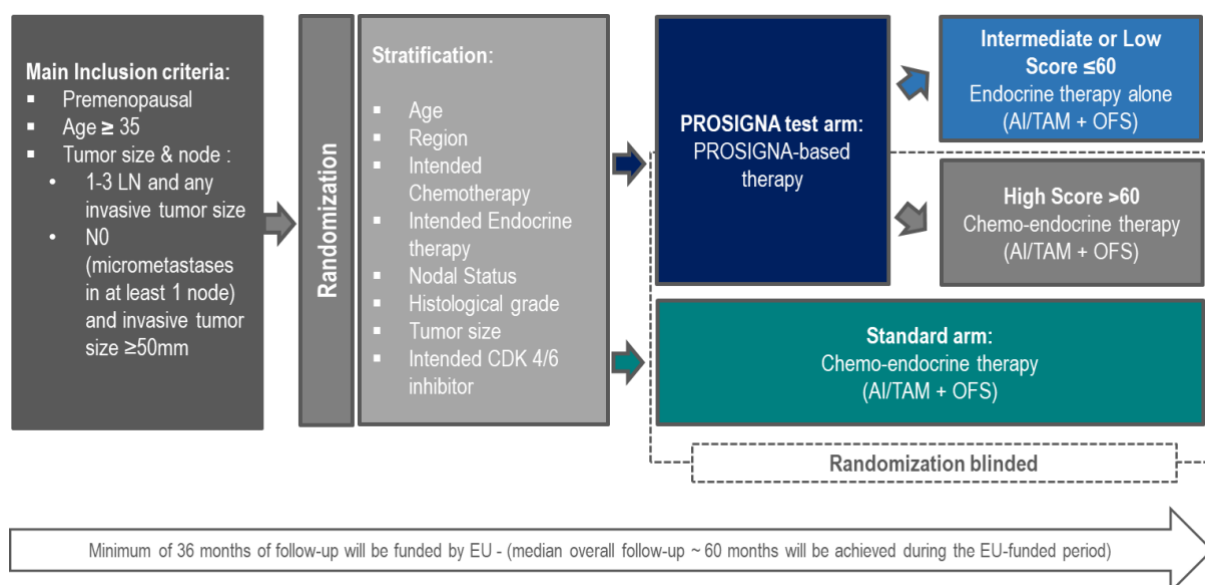 Main Inclusion criteria:
▪ Premenopausal
▪ Age ≥ 35
▪ Tumor size & node :
• 1-3 LN and any
invasive tumor size
• N0
(micrometastases
in at least 1 node)
and invasive tumor
size ≥50mm
Randomization
Stratification:
▪ Age
▪ Region
▪ Intended
Chemotherapy
▪ Intended Endocrine
therapy
▪ Nodal Status
▪ Histological grade
▪ Tumor size
▪ Intended CDK 4/6
inhibitor
PROSIGNA test arm:
PROSIGNA-based
therapy
Intermediate or Low
Score ≤60
Endocrine therapy alone
(AI/TAM + OFS)
High Score >60
Chemo-endocrine therapy
(AI/TAM + OFS)
Standard arm:
Chemo-endocrine therapy
(AI/TAM + OFS)
Randomization blinded
Minimum of 36 months of follow-up will be funded by EU - (median overall follow-up ~ 60 months will be achieved during the EU-funded period)